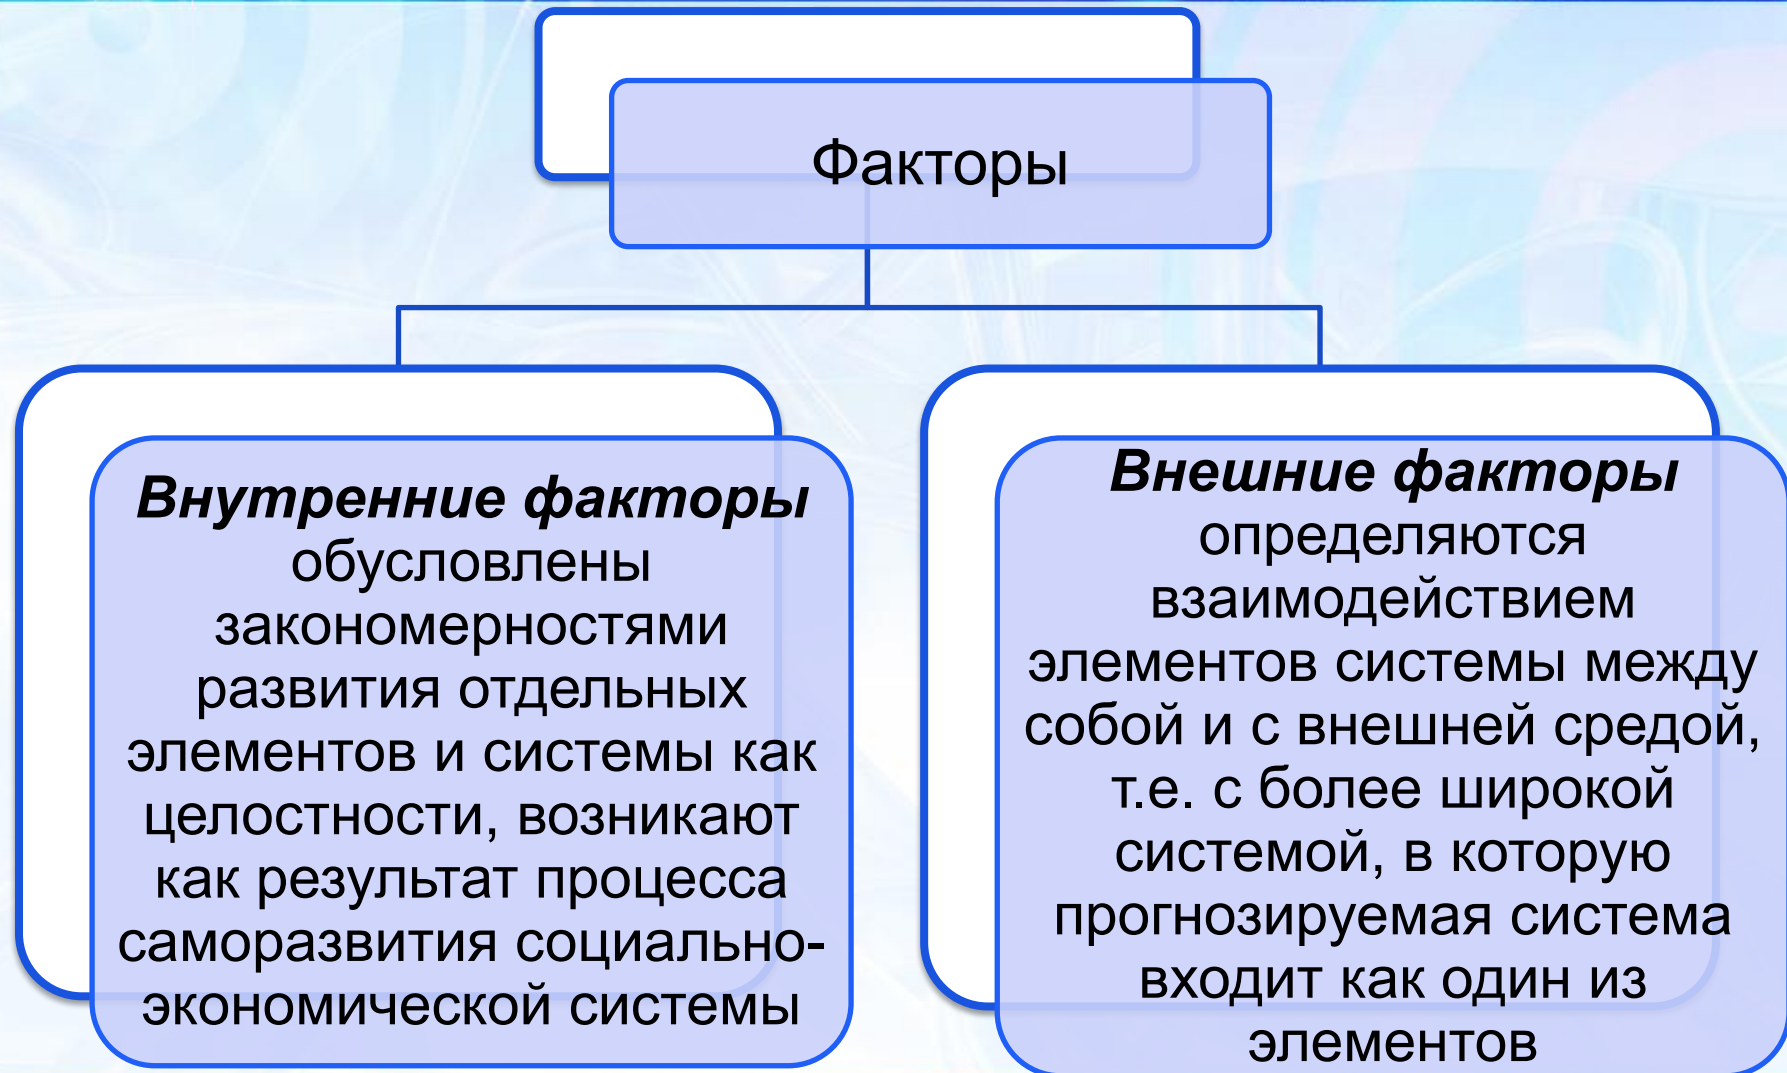 Факторы
Внутренние факторы
обусловлены
закономерностями
развития отдельных
элементов и системы как
целостности, возникают
как результат процесса
саморазвития социально-
экономической системы
Внешние факторы
определяются
взаимодействием
элементов системы между
собой и с внешней средой,
т.е. с более широкой
системой, в которую
прогнозируемая система
входит как один из
элементов